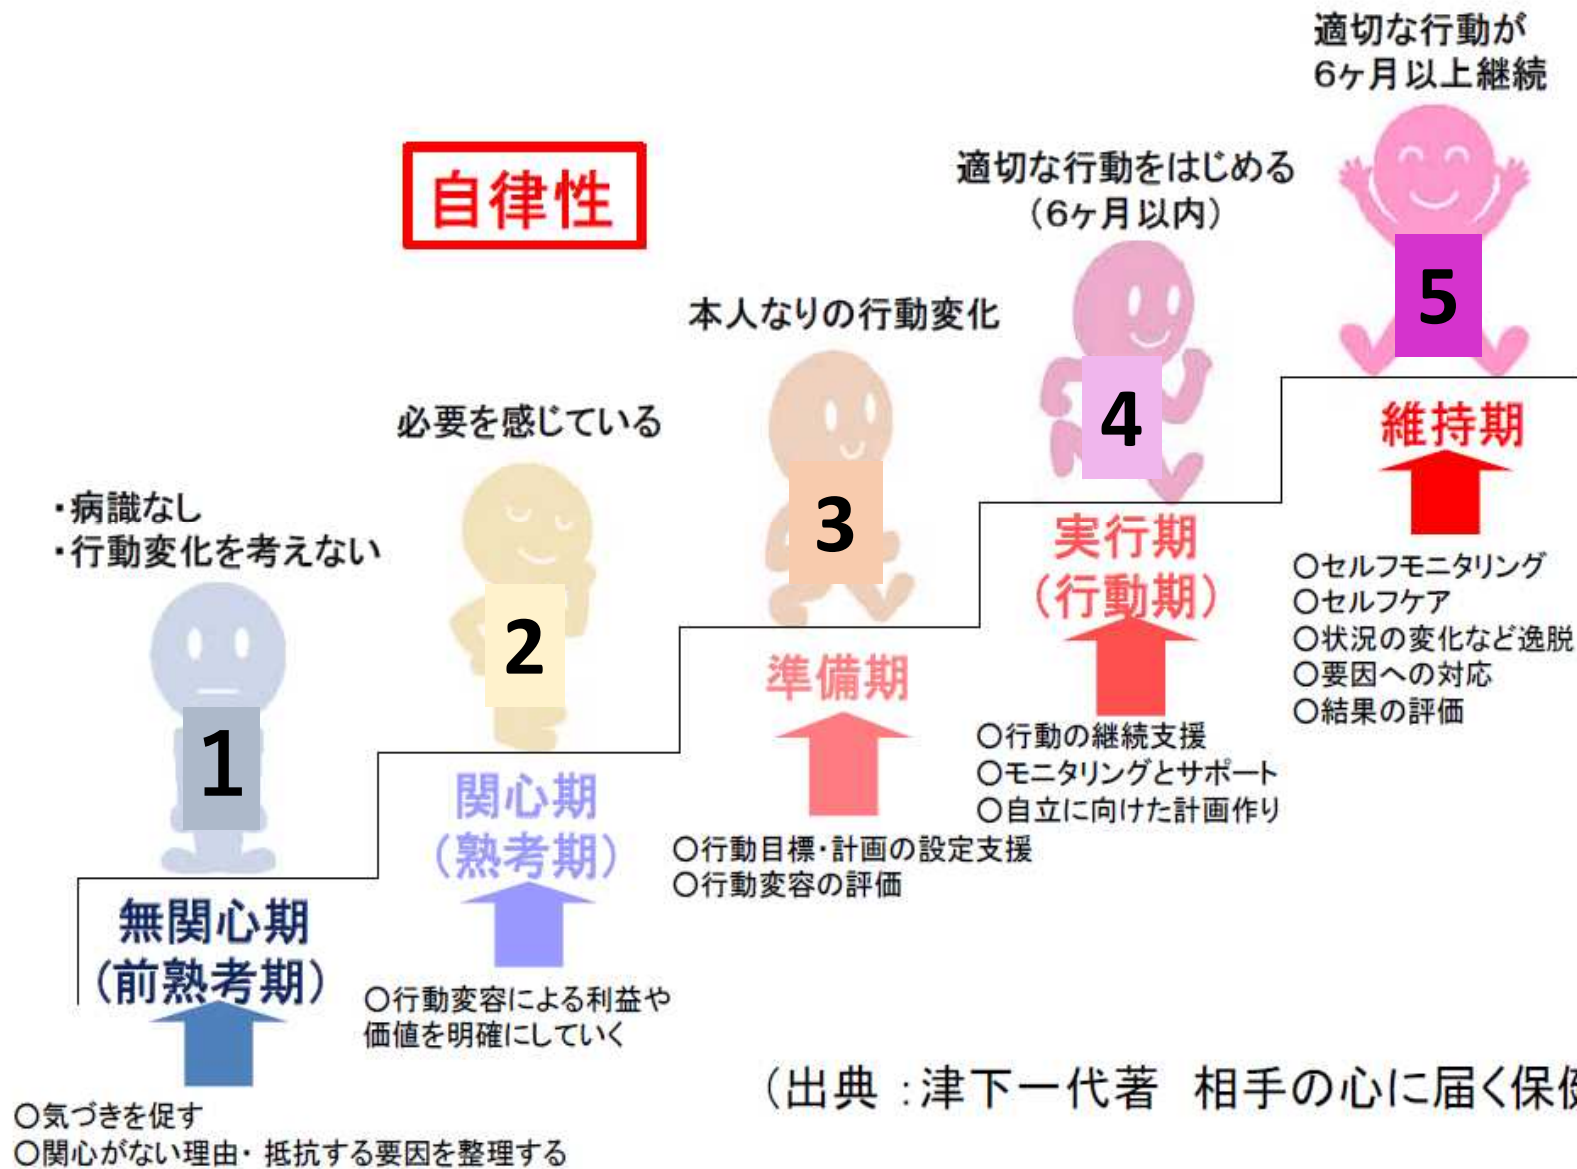 適切な行動が
6ヶ月以上継続
自律性
適切な行動をはじめる
(6ヶ月以内)
本人なりの行動変化
必要を感じている
・病識なし
・行動変化を考えない
1
2
3
4
5
無関心期
(前熟考期)
○気づきを促す
○関心がない理由・ 抵抗する要因を整理する
関心期
(熟考期)
○行動変容による利益や
価値を明確にしていく
準備期
○行動目標・計画の設定支援
○行動変容の評価
実行期
(行動期)
○行動の継続支援
○モニタリングとサポート
○自立に向けた計画作り
維持期
○セルフモニタリング
○セルフケア
○状況の変化など逸脱
○要因への対応
○結果の評価
(出典 :津下一代著 相手の心に届く保健